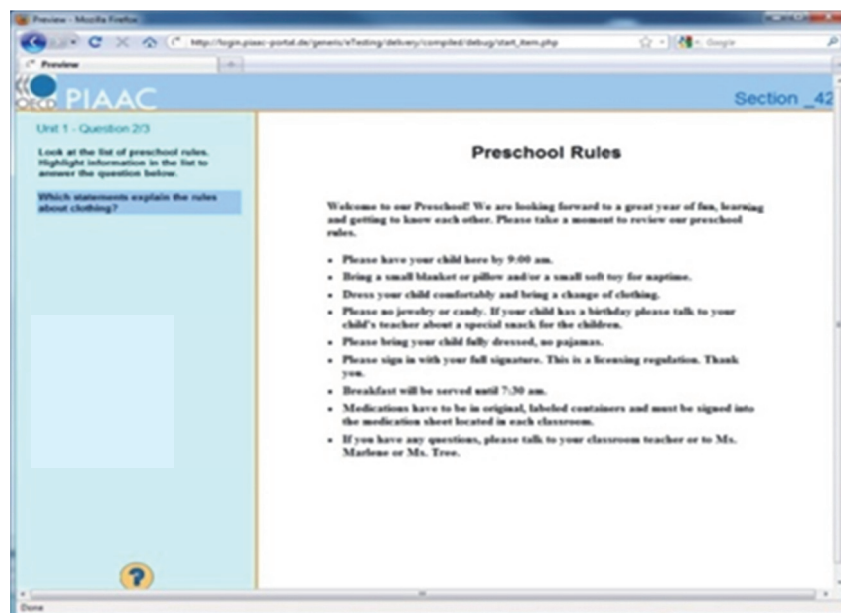 Preview - Mozilla Firefox
http://login.piaac-portal.de/generis/eTesting/delivery/compiled/debug/start_item.php
Google
Preview
OECD PIAAC
Section _42
Unit 1 - Question 2/3
Look at the list of preschool rules.
Highlight information in the list to
answer the question below.
Which statements explain the rules
about clothing?
?
Preschool Rules
Welcome to our Preschool! We are looking forward to a great year of fun, learning
and getting to know each other. Please take a moment to review our preschool
rules.
• Please have your child here by 9:00 am.
• Bring a small blanket or pillow and/or a small soft toy for naptime.
• Dress your child comfortably and bring a change of clothing.
• Please no jewelry or candy. If your child has a birthday please talk to your
child's teacher about a special snack for the children.
• Please bring your child fully dressed, no pajamas.
• Please sign in with your full signature. This is a licensing regulation. Thank
you.
• Breakfast will be served until 7:30 am.
• Medications have to be in original, labeled containers and must be signed into
the medication sheet located in each classroom.
• If you have any questions, please talk to your classroom teacher or to Ms.
Marlene or Ms. Tree.
Done